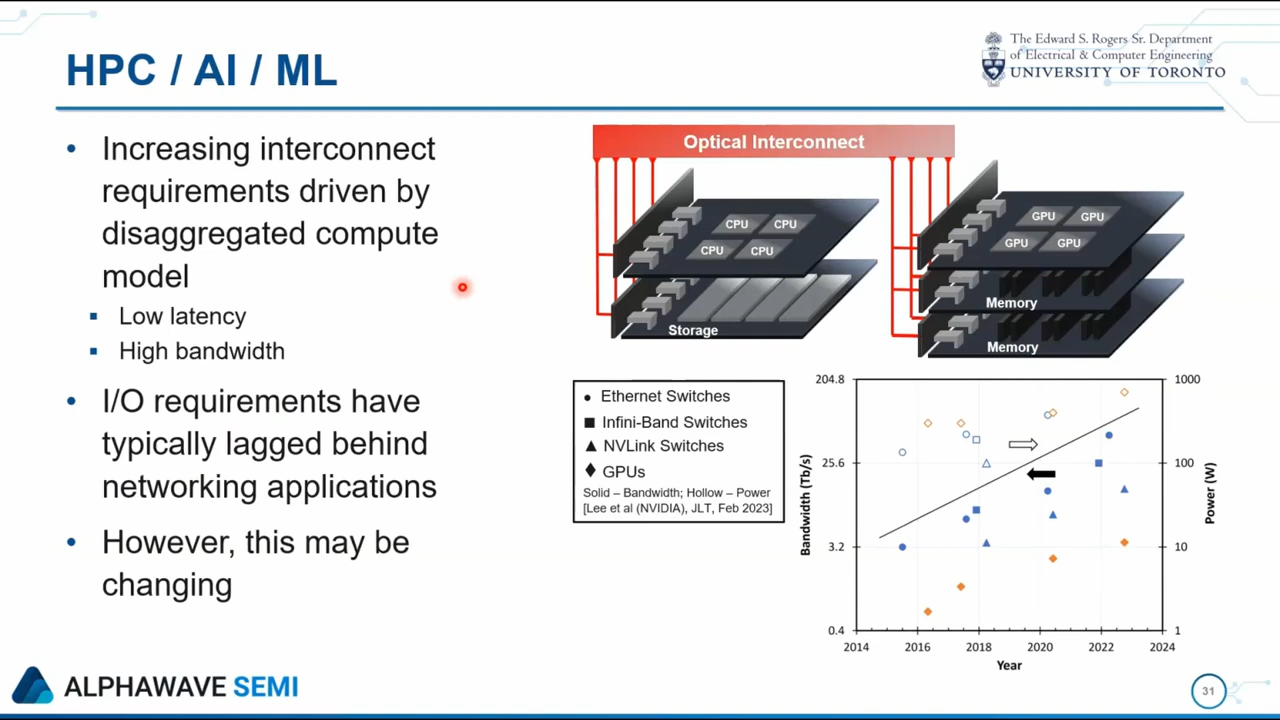 HPC / AI / ML
The Edward S. Rogers Sr. Department
of Electrical & Computer Engineering
UNIVERSITY OF TORONTO
• Increasing interconnect
requirements driven by
disaggregated compute
model
▪ Low latency
▪ High bandwidth
• I/O requirements have
typically lagged behind
networking applications
• However, this may be
changing
Optical Interconnect
CPU CPU
CPU CPU
Storage
GPU GPU
GPU GPU
Memory
Memory
● Ethernet Switches
■ Infini-Band Switches
▲ NVLink Switches
◆ GPUs
Solid – Bandwidth; Hollow – Power
[Lee et al (NVIDIA), JLT, Feb 2023]
Bandwidth (Tb/s)
204.8
25.6
3.2
0.4
1000
100
10
1
Power (W)
2014 2016 2018 2020 2022 2024
Year
ALPHAWAVE SEMI
31